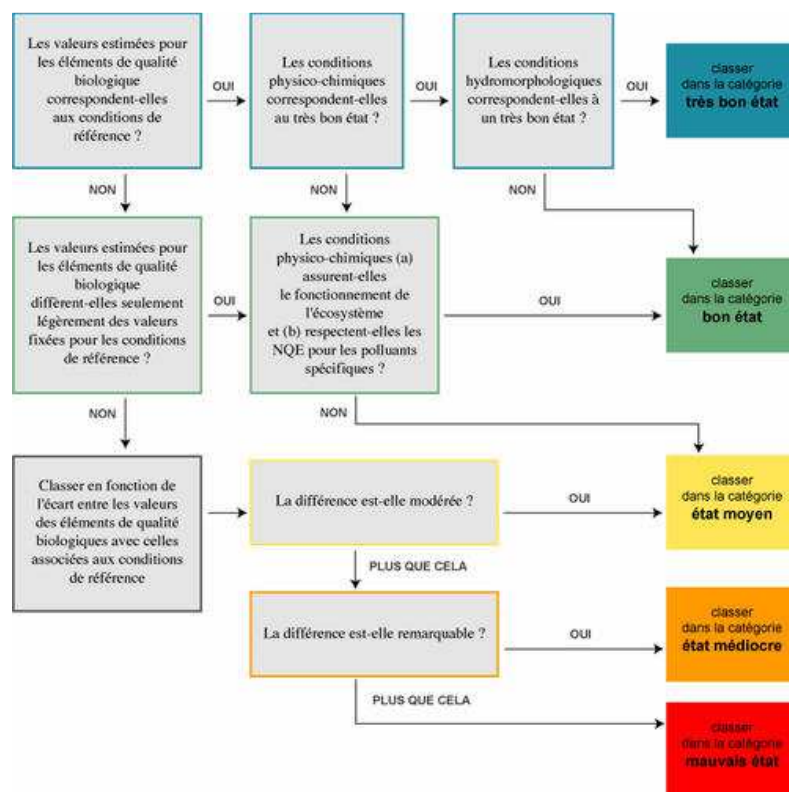 Les valeurs estimées pour
les éléments de qualité
biologique
correspondent-elles
aux conditions de
référence ?
OUI
Les conditions
physico-chimiques
correspondent-elles
au très bon état ?
OUI
Les conditions
hydromorphologiques
correspondent-elles à
un très bon état ?
OUI
classer
dans la catégorie
très bon état
NON
NON
NON
Les valeurs estimées pour
les éléments de qualité
biologique
différent-elles seulement
légèrement des valeurs
fixées pour les conditions
de référence ?
OUI
Les conditions
physico-chimiques (a)
assurent-elles
le fonctionnement de
l'écosystème
et (b) respectent-elles les
NQE pour les polluants
spécifiques ?
OUI
classer
dans la catégorie
bon état
NON
NON
Classer en fonction de
l'écart entre les valeurs
des éléments de qualité
biologiques avec celles
associées aux conditions
de référence
La différence est-elle modérée ?
OUI
classer
dans la catégorie
état moyen
PLUS QUE CELA
La différence est-elle remarquable ?
OUI
classer
dans la catégorie
état médiocre
PLUS QUE CELA
classer
dans la catégorie
mauvais état